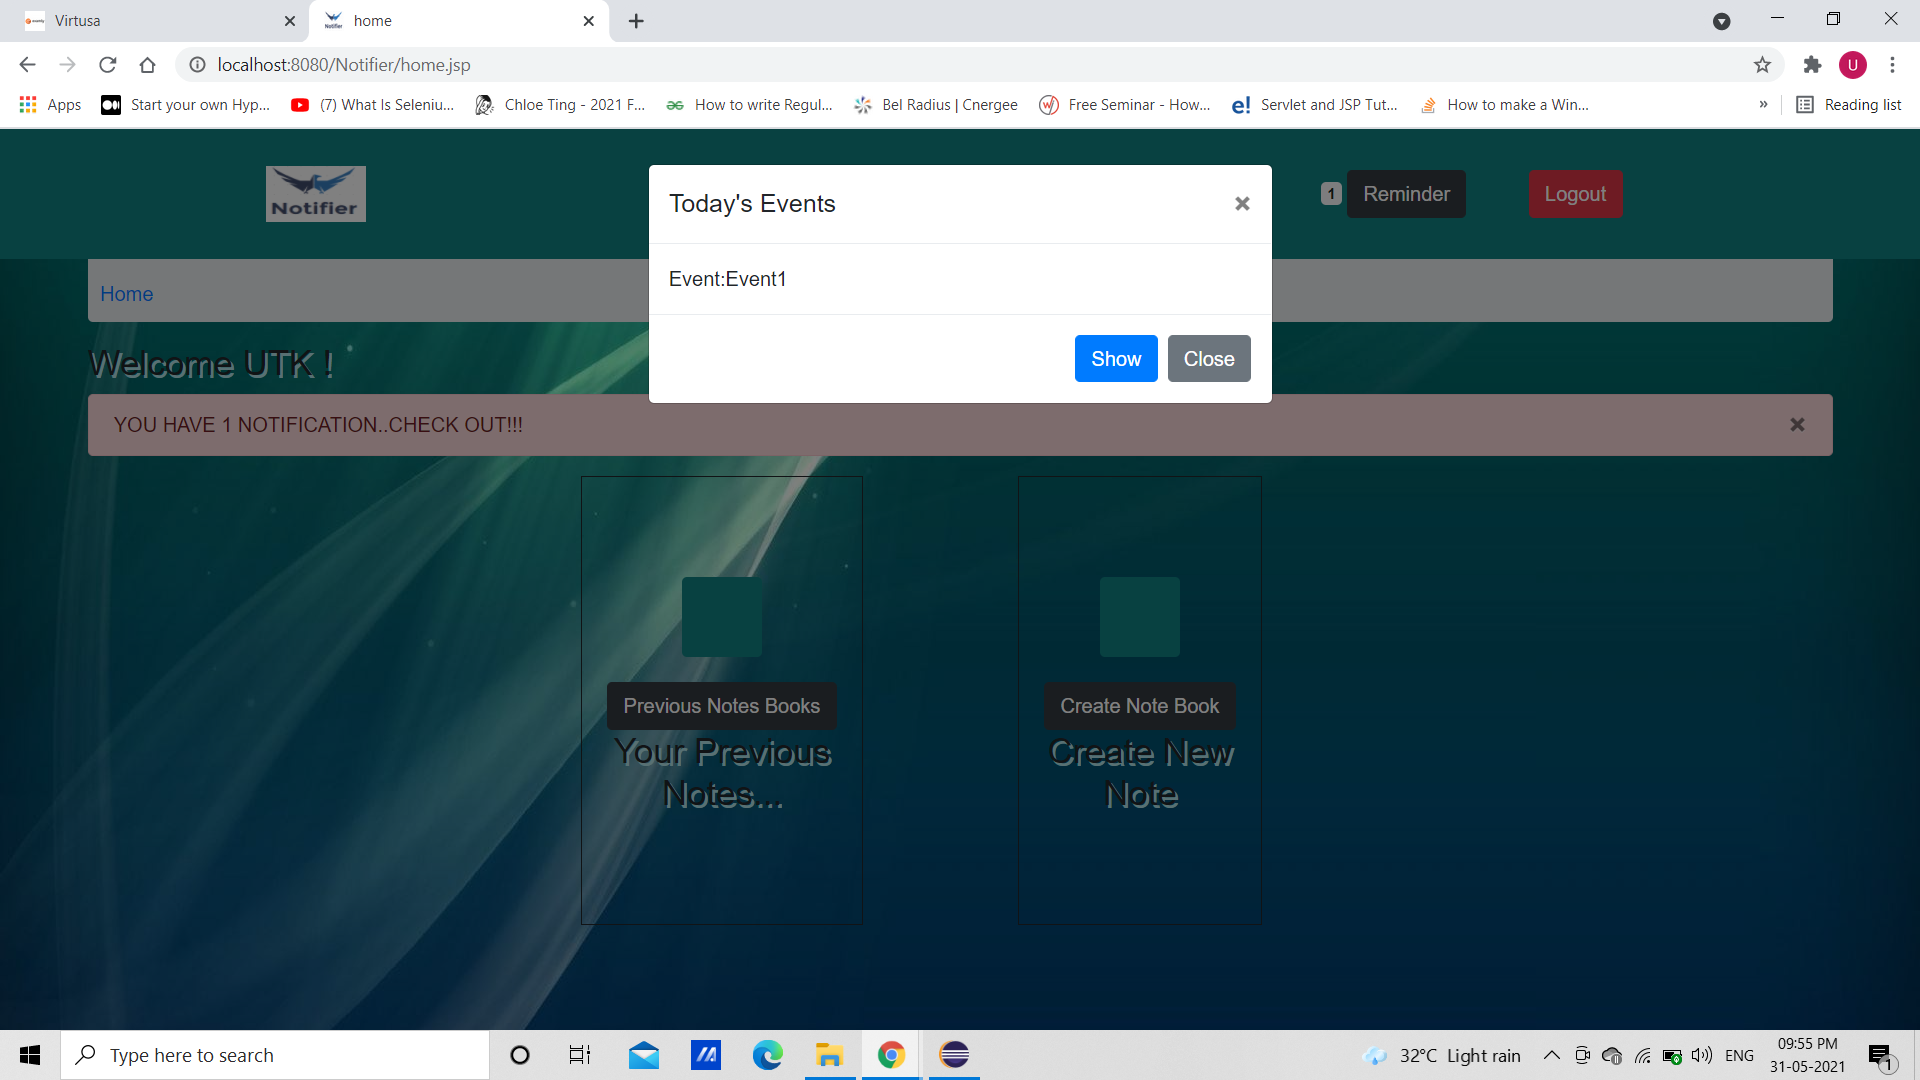 Virtusa
home
localhost:8080/Notifier/home.jsp
U
Apps
Start your own Hyp...
(7) What Is Seleniu...
Chloe Ting - 2021 F...
How to write Regul...
Bel Radius | Cnergee
Free Seminar - How...
Servlet and JSP Tut...
How to make a Win...
»
Reading list
Notifier
Today's Events
1
Reminder
Logout
Event:Event1
Home
Show
Close
Welcome UTK !
YOU HAVE 1 NOTIFICATION..CHECK OUT!!!
Previous Notes Books
Create Note Book
Your Previous
Notes...
Create New
Note
Type here to search
32°C Light rain
ENG
09:55 PM
31-05-2021
1